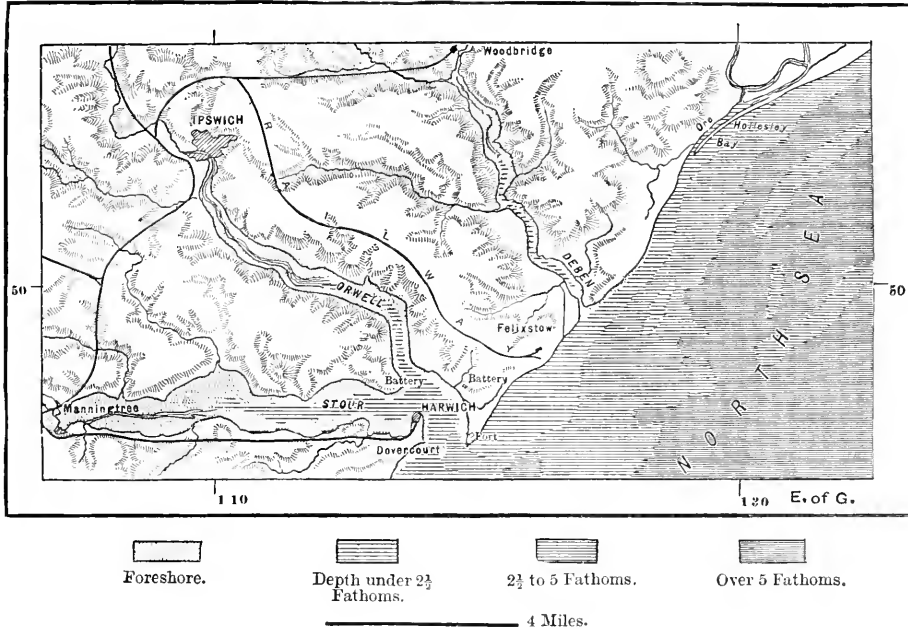 Woodbridge
IPSWICH
RAILWAY
Ore
Hollesley
Bay
NORTH SEA
50
DEBEN
50
ORWELL
Felixstow
Battery
Battery
Manningtree
STOUR
HARWICH
Fort
Dovercourt
1 10
1 30
E. of G.
Foreshore.
Depth under 2½
Fathoms.
2½ to 5 Fathoms.
Over 5 Fathoms.
4 Miles.